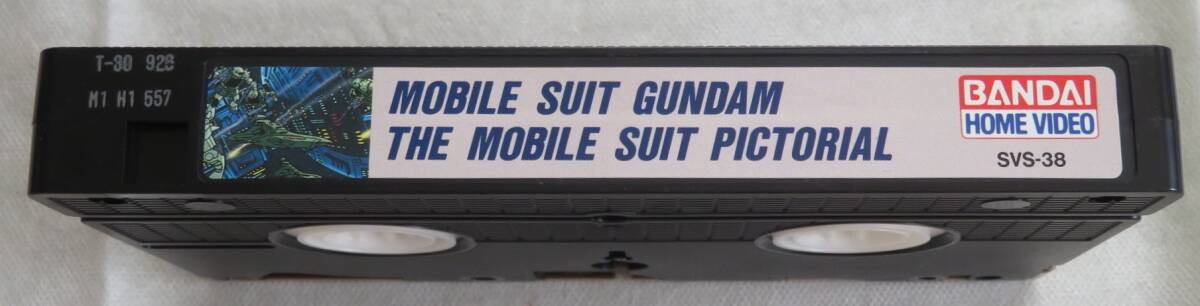 T-30 928
M1 H1 557
MOBILE SUIT GUNDAM
THE MOBILE SUIT PICTORIAL
BANDAI
HOME VIDEO
SVS-38